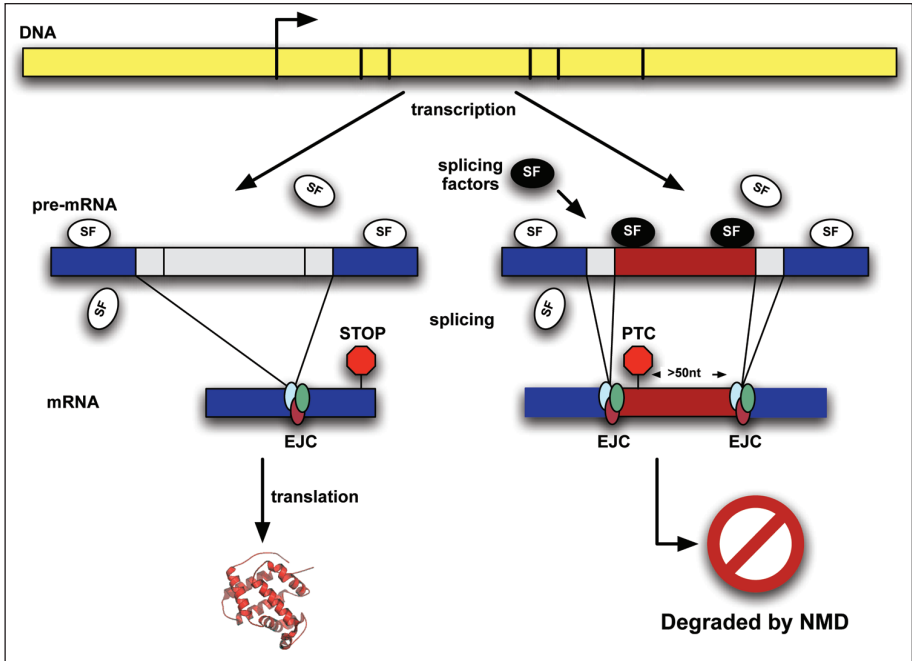 DNA
transcription
splicing
factors
SF
SF
SF
pre-mRNA
SF
SF
SF
SF
SF
SF
SF
SF
splicing
STOP
PTC
>50nt
mRNA
EJC
EJC
EJC
translation
Degraded by NMD